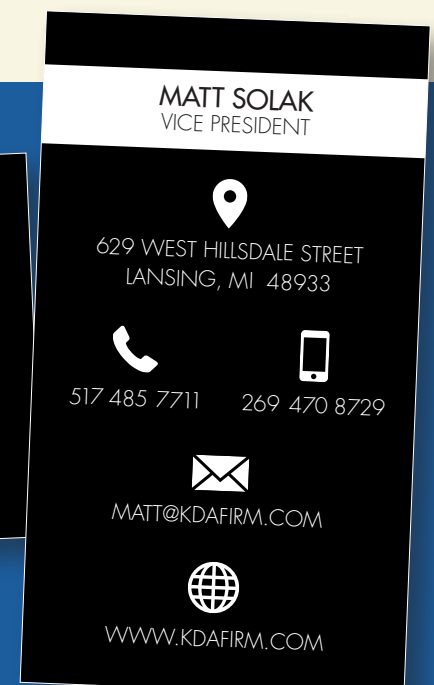 MATT SOLAK
VICE PRESIDENT
629 WEST HILLSDALE STREET
LANSING, MI 48933
517 485 7711
269 470 8729
MATT@KDAFIRM.COM
WWW.KDAFIRM.COM